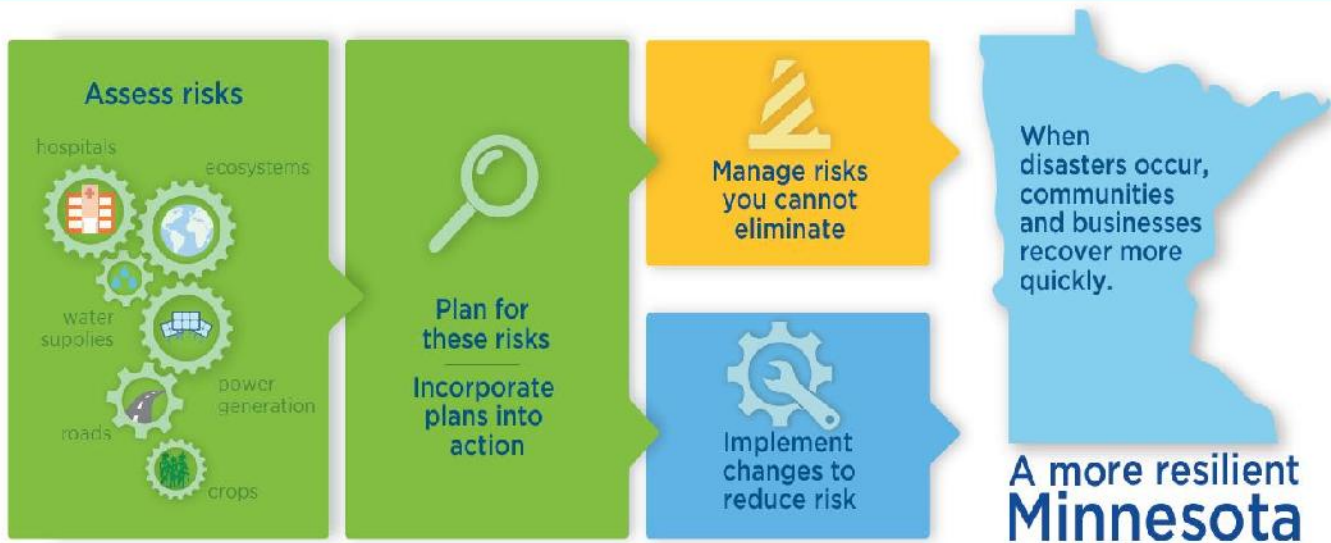 Assess risks
hospitals
ecosystems
water
supplies
power
generation
roads
crops
Plan for
these risks
Incorporate
plans into
action
Manage risks
you cannot
eliminate
Implement
changes to
reduce risk
When
disasters occur,
communities
and businesses
recover more
quickly.
A more resilient
Minnesota